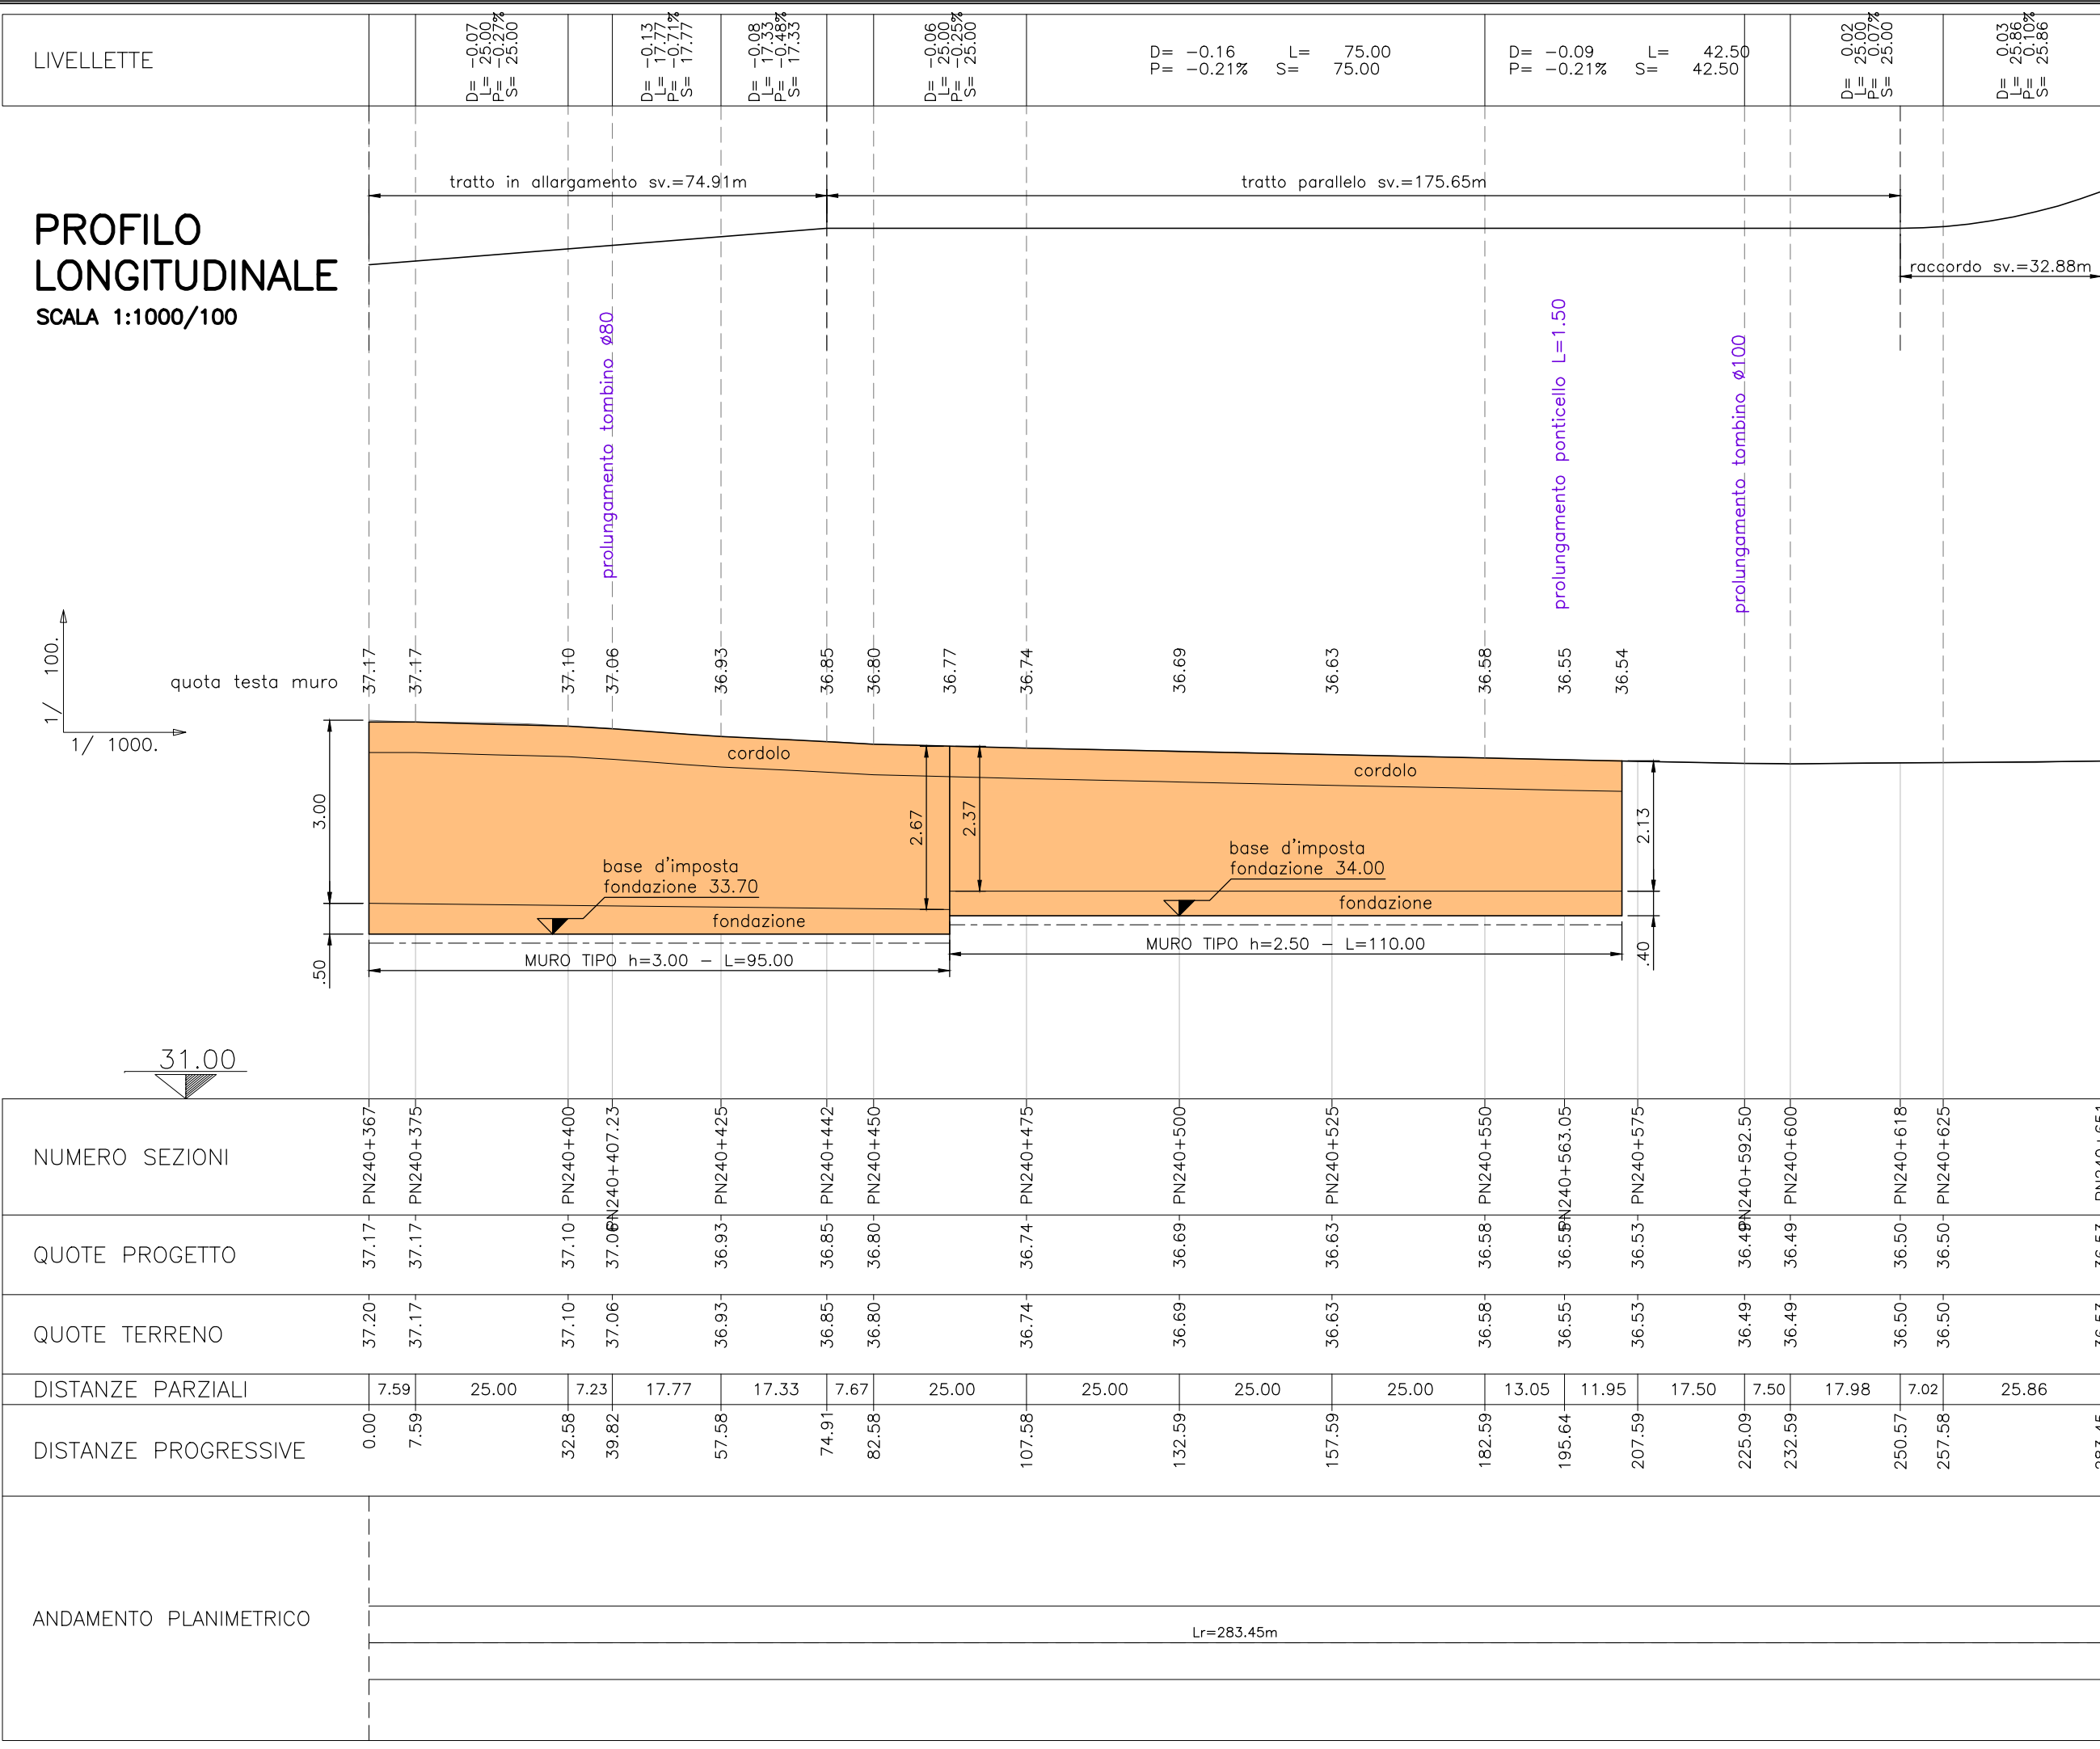 LIVELLETTE
D= -0.07
L= 25.00
P= -0.27%
S= 25.00
D= -0.13
L= 17.77
P= -0.71%
S= 17.77
D= -0.08
L= 17.33
P= -0.48%
S= 17.33
D= -0.06
L= 25.00
P= -0.25%
S= 25.00
D= -0.16 L= 75.00
P= -0.21% S= 75.00
D= -0.09 L= 42.50
P= -0.21% S= 42.50
D= 0.02
L= 25.00
P= 0.07%
S= 25.00
D= 0.03
L= 25.86
P= 0.10%
S= 25.86
tratto in allargamento sv.=74.91m
tratto parallelo sv.=175.65m
raccordo sv.=32.88m
PROFILO
LONGITUDINALE
SCALA 1:1000/100
prolungamento tombino ø80
prolungamento ponticello L=1.50
prolungamento tombino ø100
1/ 100.
1/ 1000.
quota testa muro
37.17
37.17
37.10
37.06
36.93
36.85
36.80
36.77
36.74
36.69
36.63
36.58
36.55
36.54
cordolo
cordolo
3.00
2.67
2.37
2.13
base d'imposta
fondazione 33.70
base d'imposta
fondazione 34.00
fondazione
fondazione
MURO TIPO h=3.00 - L=95.00
MURO TIPO h=2.50 - L=110.00
.50
.40
31.00
NUMERO SEZIONI
PN240+367
PN240+375
PN240+400
PN240+407.23
PN240+425
PN240+442
PN240+450
PN240+475
PN240+500
PN240+525
PN240+550
PN240+563.05
PN240+575
PN240+592.50
PN240+600
PN240+618
PN240+625
PN240+651
QUOTE PROGETTO
37.17
37.17
37.10
37.06
36.93
36.85
36.80
36.74
36.69
36.63
36.58
36.55
36.53
36.49
36.49
36.50
36.50
36.53
QUOTE TERRENO
37.20
37.17
37.10
37.06
36.93
36.85
36.80
36.74
36.69
36.63
36.58
36.55
36.53
36.49
36.49
36.50
36.50
DISTANZE PARZIALI
7.59
25.00
7.23
17.77
17.33
7.67
25.00
25.00
25.00
25.00
13.05
11.95
17.50
7.50
17.98
7.02
25.86
DISTANZE PROGRESSIVE
0.00
7.59
32.58
39.82
57.58
74.91
82.58
107.58
132.59
157.59
182.59
195.64
207.59
225.09
232.59
250.57
257.58
283.45
ANDAMENTO PLANIMETRICO
Lr=283.45m